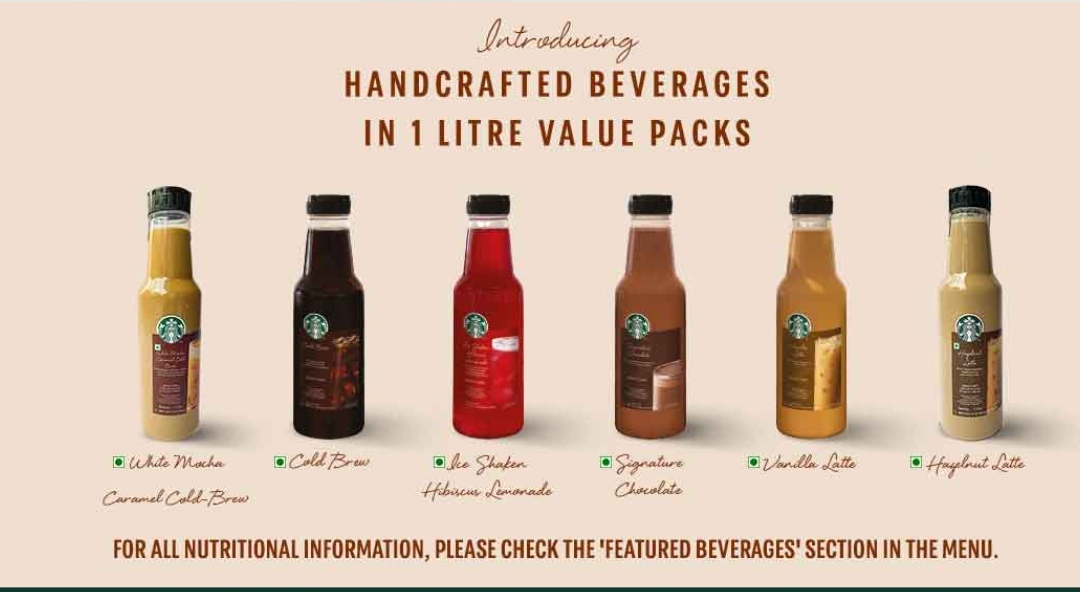 Introducing
HANDCRAFTED BEVERAGES
IN 1 LITRE VALUE PACKS
White Mocha
Caramel Cold-Brew
Cold Brew
Ice Shaken
Hibiscus Lemonade
Signature
Chocolate
Vanilla Latte
Hazelnut Latte
FOR ALL NUTRITIONAL INFORMATION, PLEASE CHECK THE 'FEATURED BEVERAGES' SECTION IN THE MENU.